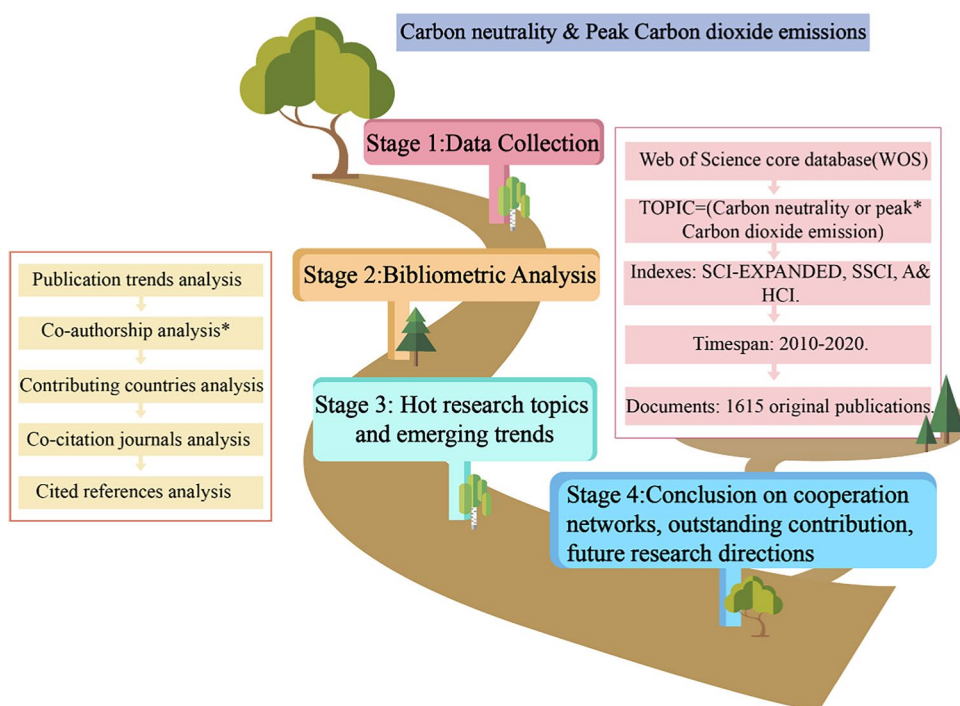 Carbon neutrality & Peak Carbon dioxide emissions
Stage 1:Data Collection
Web of Science core database(WOS)
TOPIC=(Carbon neutrality or peak*
Carbon dioxide emission)
Indexes: SCI-EXPANDED, SSCI, A&
HCI.
Timespan: 2010-2020.
Documents: 1615 original publications.
Stage 2:Bibliometric Analysis
Publication trends analysis
Co-authorship analysis*
Contributing countries analysis
Co-citation journals analysis
Cited references analysis
Stage 3: Hot research topics
and emerging trends
Stage 4:Conclusion on cooperation
networks, outstanding contribution,
future research directions